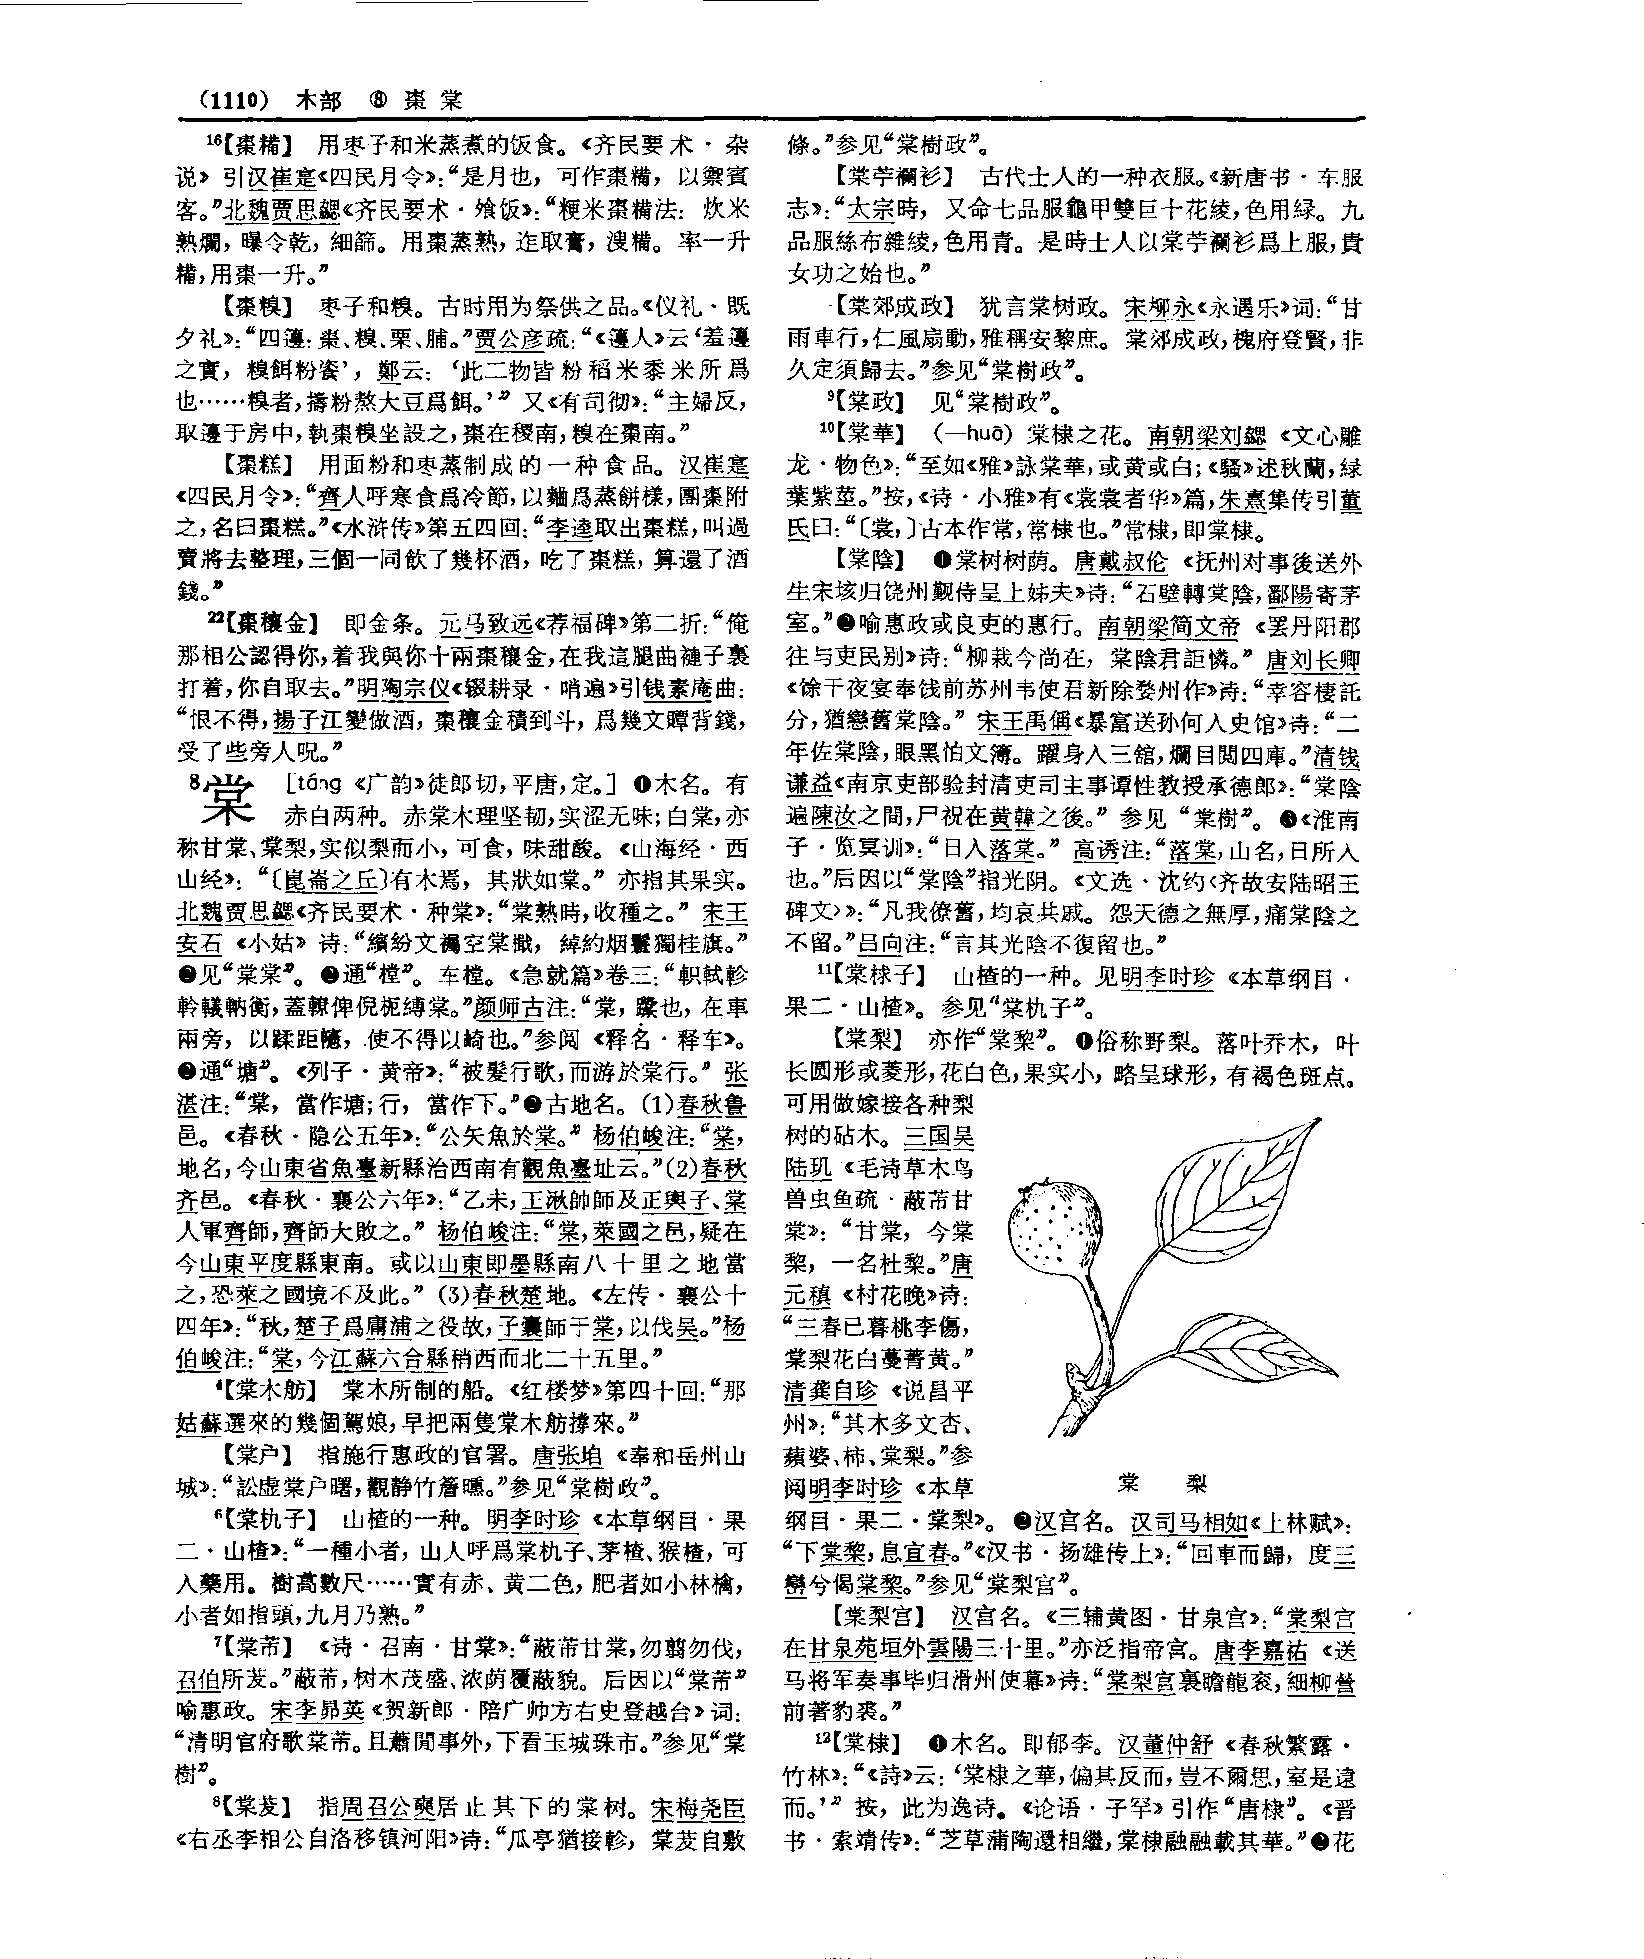 (1110) 木部 ⑧ 棗 棠
¹⁶【棗糒】 用枣子和米蒸煮的饭食。《齐民要术·杂
说》引汉崔寔《四民月令》:“是月也，可作棗糒，以禦賓
客。”北魏贾思勰《齐民要术·飧饭》:“粳米棗糒法: 炊米
熟爛，曝令乾，細篩。用棗蒸熟，迮取膏，溲糒。率一升
糒，用棗一升。”
【棗糗】 枣子和糗。古时用为祭供之品。《仪礼·既
夕礼》:“四籩: 棗、糗、栗、脯。”贾公彦疏:“《籩人》云‘羞籩
之實，糗餌粉餈’，鄭云: ‘此二物皆粉稻米黍米所爲
也……糗者，擣粉熬大豆爲餌。’” 又《有司彻》:“主婦反，
取籩于房中，執棗糗坐設之，棗在稷南，糗在棗南。”
【棗糕】 用面粉和枣蒸制成的一种食品。汉崔寔
《四民月令》:“齊人呼寒食爲冷節，以麯爲蒸餅樣，團棗附
之，名曰棗糕。”《水浒传》第五四回:“李逵取出棗糕，叫過
賣將去整理，三個一同飲了幾杯酒，吃了棗糕，算還了酒
錢。”
²²【棗穰金】 即金条。元马致远《荐福碑》第二折:“俺
那相公認得你，着我與你十兩棗穰金，在我這腿曲褳子裏
打着，你自取去。”明陶宗仪《辍耕录·哨遍》引钱素庵曲:
“恨不得，揚子江變做酒，棗穰金積到斗，爲幾文贉背錢，
受了些旁人呪。”
⁸棠 [táng 《广韵》徒郎切，平唐，定。] ❶木名。有
赤白两种。赤棠木理坚韧，实涩无味；白棠，亦
称甘棠、棠梨，实似梨而小，可食，味甜酸。《山海经·西
山经》: “〔崑崙之丘〕有木焉，其狀如棠。” 亦指其果实。
北魏贾思勰《齐民要术·种棠》:“棠熟時，收種之。” 宋王
安石《小姑》诗:“繽紛文襡空棠檝，綽約烟鬟獨桂旗。”
❷见“棠棠”。❸通“樘”。车樘。《急就篇》卷三:“軹軾軫
軨轙軜衡，蓋轑俾倪枙縛棠。”颜师古注:“棠，䠫也，在車
兩旁，以䠫距幰，使不得以崎也。”参阅《释名·释车》。
❹通“塘”。《列子·黄帝》:“被髮行歌，而游於棠行。” 张
湛注:“棠，當作塘；行，當作下。”❺古地名。(1)春秋鲁
邑。《春秋·隐公五年》:“公矢魚於棠。” 杨伯峻注:“棠，
地名，今山東省魚臺新縣治西南有觀魚臺址云。”(2)春秋
齐邑。《春秋·襄公六年》:“乙未，王湫帥師及正輿子、棠
人軍齊師，齊師大敗之。” 杨伯峻注:“棠，萊國之邑，疑在
今山東平度縣東南。或以山東即墨縣南八十里之地當
之，恐萊之國境不及此。” (3)春秋楚地。《左传·襄公十
四年》:“秋，楚子爲庸浦之役故，子囊師于棠，以伐吴。”杨
伯峻注:“棠，今江蘇六合縣稍西而北二十五里。”
⁴【棠木舫】 棠木所制的船。《红楼梦》第四十回:“那
姑蘇選來的幾個駕娘，早把兩隻棠木舫撐來。”
【棠户】 指施行惠政的官署。唐张垍《奉和岳州山
城》:“訟虚棠户曙，觀静竹簷曛。”参见“棠樹政”。
⁶【棠杋子】 山楂的一种。明李时珍《本草纲目·果
二·山楂》:“一種小者，山人呼爲棠杋子、茅楂、猴楂，可
入藥用。樹高數尺……實有赤、黄二色，肥者如小林檎，
小者如指頭，九月乃熟。”
⁷【棠芾】 《诗·召南·甘棠》:“蔽芾甘棠，勿翦勿伐，
召伯所茇。”蔽芾，树木茂盛、浓荫覆蔽貌。后因以“棠芾”
喻惠政。宋李昴英《贺新郎·陪广帅方右史登越台》词:
“清明官府歌棠芾。且蕭閒事外，下看玉城珠市。”参见“棠
樹”。
⁸【棠茇】 指周召公奭居止其下的棠树。宋梅尧臣
《右丞李相公自洛移镇河阳》诗:“瓜亭猶接軫，棠茇自敷
條。”参见“棠樹政”。
【棠苧襴衫】 古代士人的一种衣服。《新唐书·车服
志》:“太宗時，又命七品服龜甲雙巨十花綾，色用緑。九
品服絲布雜綾，色用青。是時士人以棠苧襴衫爲上服，貴
女功之始也。”
【棠郊成政】 犹言棠树政。宋柳永《永遇乐》词:“甘
雨車行，仁風扇動，雅稱安黎庶。棠郊成政，槐府登賢，非
久定須歸去。”参见“棠樹政”。
⁹【棠政】 见“棠樹政”。
¹⁰【棠華】 (—huā) 棠棣之花。南朝梁刘勰《文心雕
龙·物色》:“至如《雅》詠棠華，或黄或白；《騷》述秋蘭，緑
葉紫莖。”按，《诗·小雅》有《裳裳者华》篇，朱熹集传引董
氏曰:“〔裳，〕古本作常，常棣也。”常棣，即棠棣。
【棠陰】 ❶棠树树荫。唐戴叔伦《抚州对事後送外
生宋垓归饶州觐侍呈上姊夫》诗:“石壁轉棠陰，鄱陽寄茅
室。”❷喻惠政或良吏的惠行。南朝梁简文帝《罢丹阳郡
往与吏民别》诗:“柳栽今尚在，棠陰君詎憐。” 唐刘长卿
《馀干夜宴奉饯前苏州韦使君新除婺州作》诗:“幸容棲託
分，猶戀舊棠陰。” 宋王禹偁《暴富送孙何入史馆》诗:“二
年佐棠陰，眼黑怕文簿。躍身入三舘，爛目閲四庫。”清钱
谦益《南京吏部验封清吏司主事谭性教授承德郎》:“棠陰
遍陳汝之間，尸祝在黄韓之後。” 参见“棠樹”。❸《淮南
子·览冥训》:“日入落棠。” 高诱注:“落棠，山名，日所入
也。”后因以“棠陰”指光阴。《文选·沈约〈齐故安陆昭王
碑文〉》:“凡我僚舊，均哀共戚。怨天德之無厚，痛棠陰之
不留。”吕向注:“言其光陰不復留也。”
¹¹【棠梂子】 山楂的一种。见明李时珍《本草纲目·
果二·山楂》。参见“棠杋子”。
【棠梨】 亦作“棠棃”。❶俗称野梨。落叶乔木，叶
长圆形或菱形，花白色，果实小，略呈球形，有褐色斑点。
可用做嫁接各种梨
树的砧木。三国吴
陆玑《毛诗草木鸟
兽虫鱼疏·蔽芾甘
棠》: “甘棠，今棠
棃，一名杜棃。”唐
元稹《村花晚》诗:
“三春已暮桃李傷，
棠梨花白蔓菁黄。”
清龚自珍《说昌平
州》:“其木多文杏、
蘋婆、柿、棠梨。”参
阅明李时珍《本草
棠 梨
纲目·果二·棠梨》。❷汉宫名。汉司马相如《上林赋》:
“下棠棃，息宜春。”《汉书·扬雄传上》:“回車而歸，度三
巒兮偈棠棃。”参见“棠梨宫”。
【棠梨宫】 汉宫名。《三辅黄图·甘泉宫》:“棠梨宫
在甘泉苑垣外雲陽三十里。”亦泛指帝宫。唐李嘉祐《送
马将军奏事毕归滑州使幕》诗:“棠梨宫裏瞻龍衮，細柳營
前著豹裘。”
¹²【棠棣】 ❶木名。即郁李。汉董仲舒《春秋繁露·
竹林》:“《詩》云: ‘棠棣之華，偏其反而，豈不爾思，室是遠
而。’” 按，此为逸诗。《论语·子罕》引作“唐棣”。《晋
书·索靖传》:“芝草蒲陶還相繼，棠棣融融載其華。”❷花